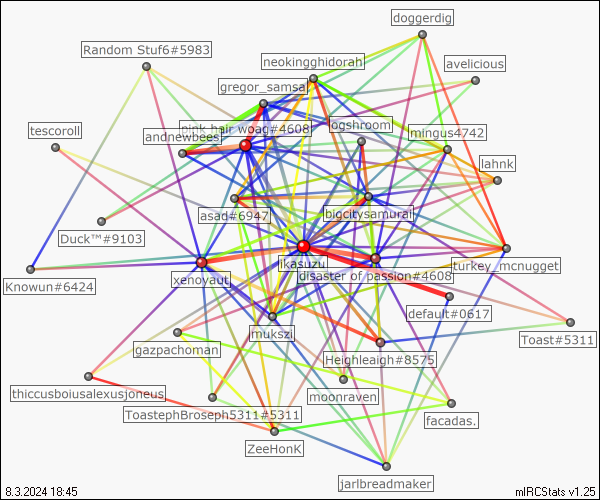 doggerdig
Random Stuf6#5983
neokingghidorah
avelicious
gregor_samsa
tescoroll
pink hair woag#4608
ogshroom
mingus4742
andnewbees
lahnk
asad#6947
bigcitysamurai
Duck™#9103
ikasuzu
turkey_mcnugget
xenovaut
disaster of passion#4608
Knowun#6424
default#0617
mukszi
Toast#5311
gazpachoman
Heighleaigh#8575
thiccusboiusalexusjoneus
moonraven
ToastephBroseph5311#5311
facadas.
ZeeHonK
jarlbreadmaker
8.3.2024 18:45
mIRCStats v1.25